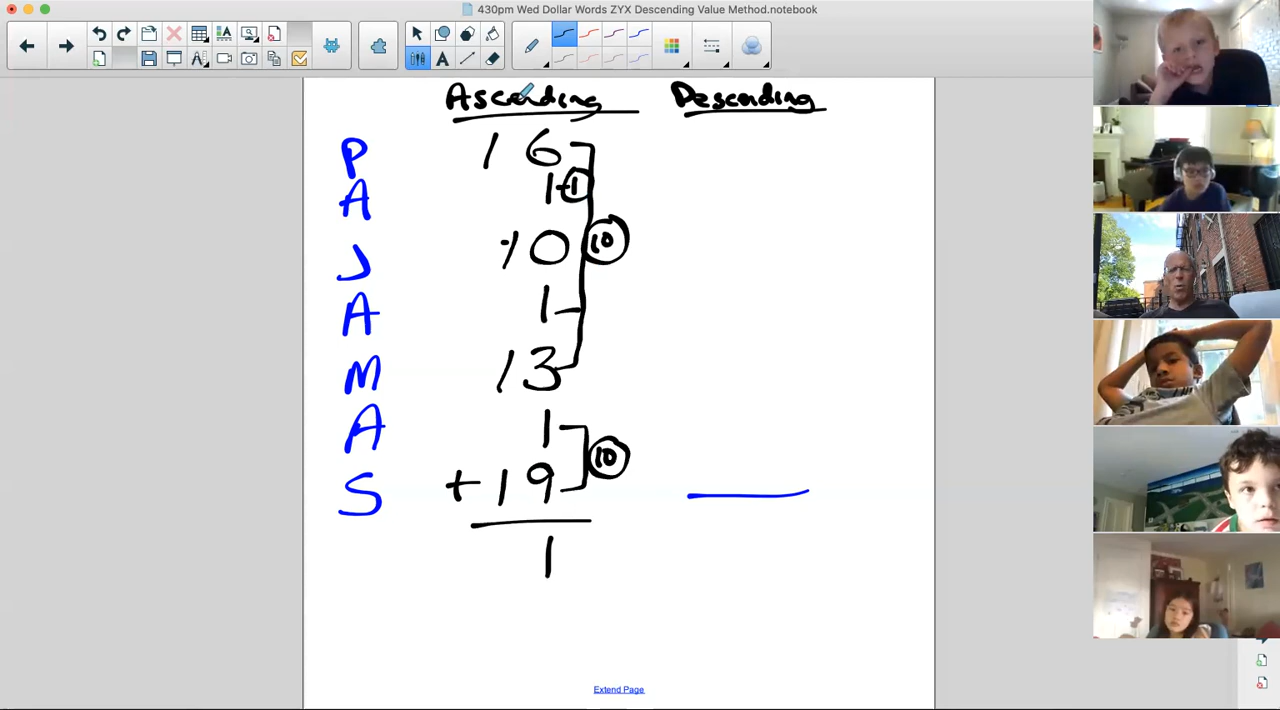 430pm Wed Dollar Words ZYX Descending Value Method.notebook
A
A
Ascending Descending
P 16
A 1 1
J 10 10
A 1
M 13
A 1
10
S + 19
1
Extend Page